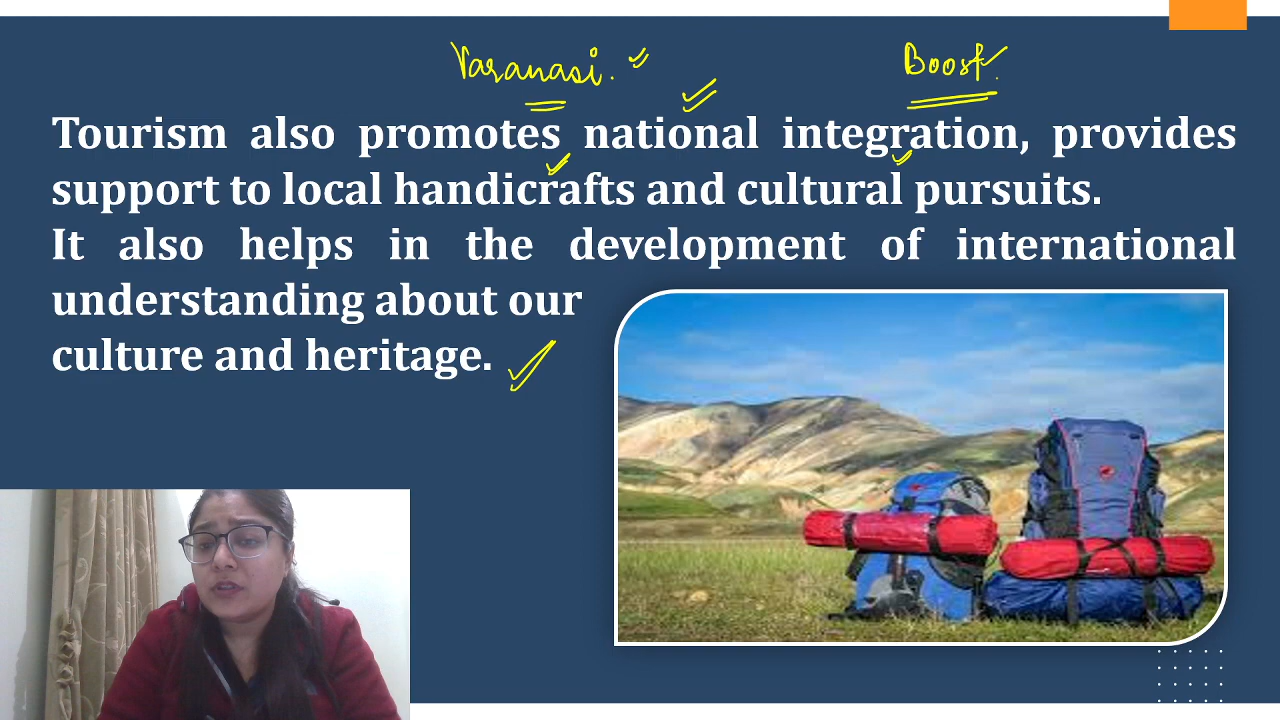 Varanasi.
Boost.
Tourism also promotes national integration, provides
support to local handicrafts and cultural pursuits.
It also helps in the development of international
understanding about our
culture and heritage.